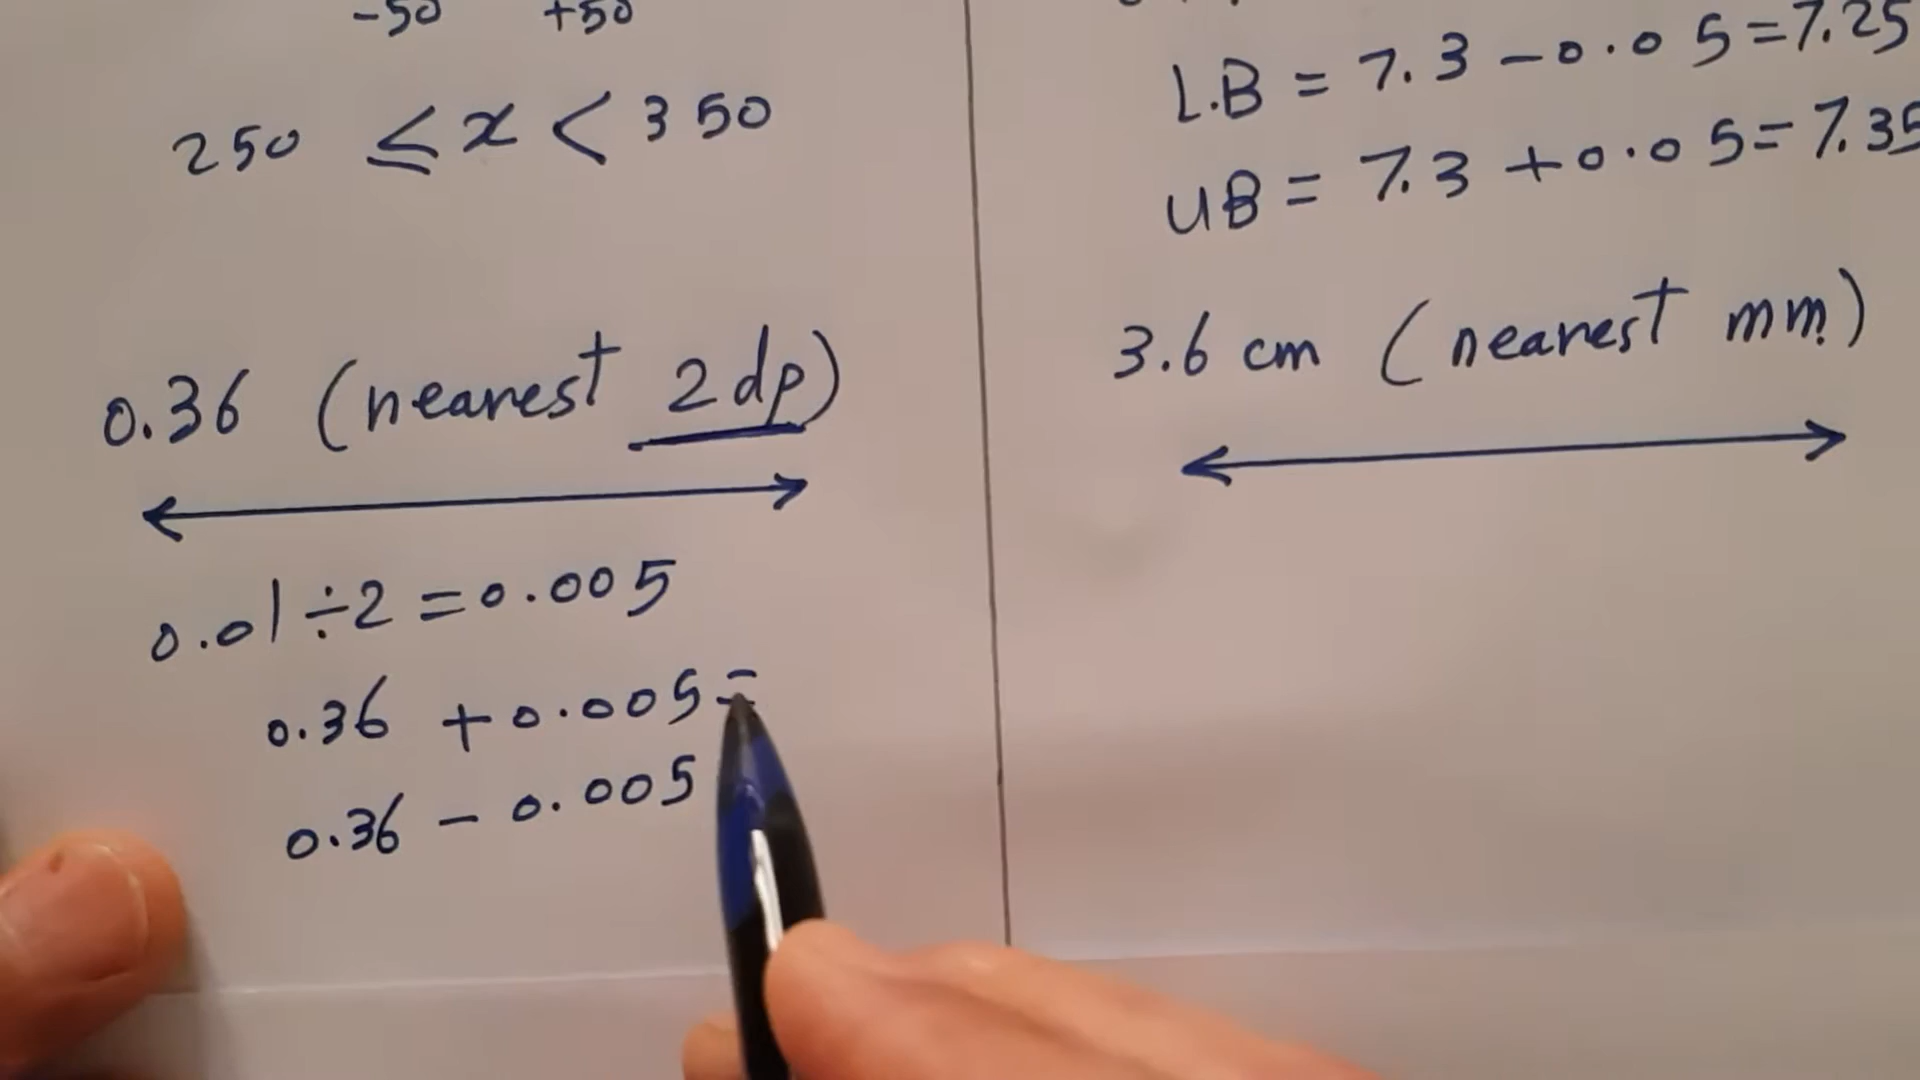 -50 +50
250 ≤ x < 350
0.36 (nearest 2dp)
0.01 ÷ 2 = 0.005
0.36 + 0.005 =
0.36 - 0.005
L.B = 7.3 - 0.05 = 7.25
UB = 7.3 + 0.05 = 7.35
3.6 cm (nearest mm)